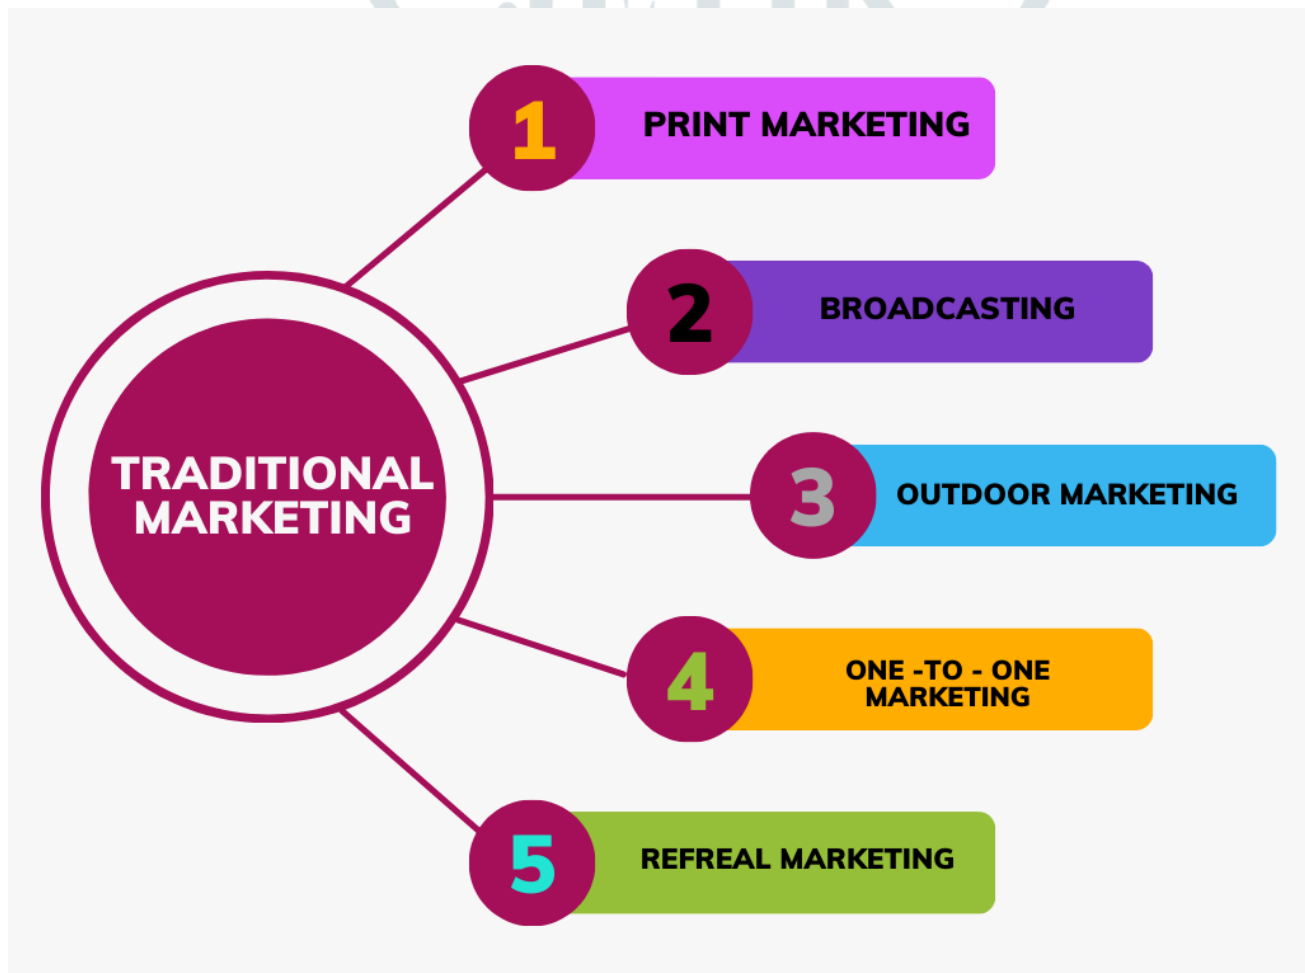 1
PRINT MARKETING
2
BROADCASTING
TRADITIONAL
MARKETING
3
OUTDOOR MARKETING
4
ONE -TO - ONE
MARKETING
5
REFREAL MARKETING